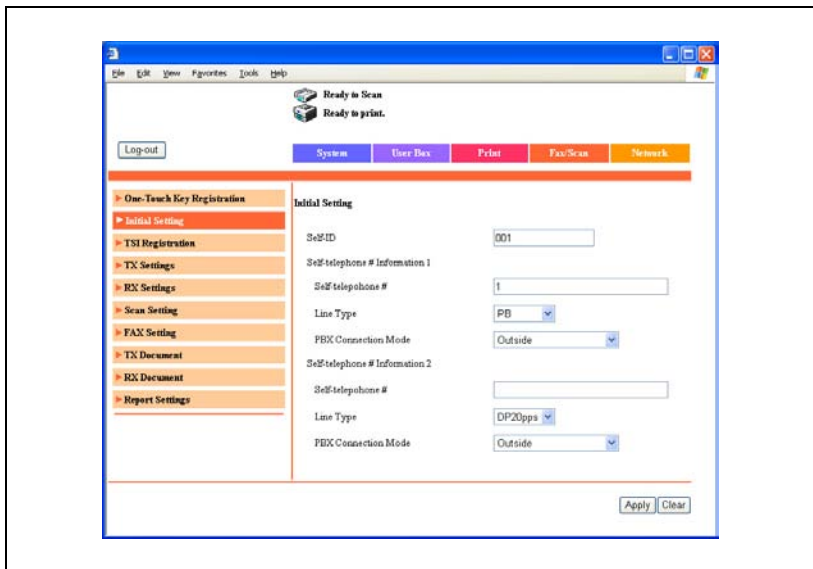 File Edit View Favorites Tools Help
Ready to Scan
Ready to print.
Log-out
System User Box Print Fax/Scan Network
One-Touch Key Registration
Initial Setting
TSI Registration
TX Settings
RX Settings
Scan Setting
FAX Setting
TX Document
RX Document
Report Settings
Initial Setting
Self-ID 001
Self-telephone # Information 1
Self-telepohone # 1
Line Type PB
PBX Connection Mode Outside
Self-telephone # Information 2
Self-telepohone #
Line Type DP20pps
PBX Connection Mode Outside
Apply Clear